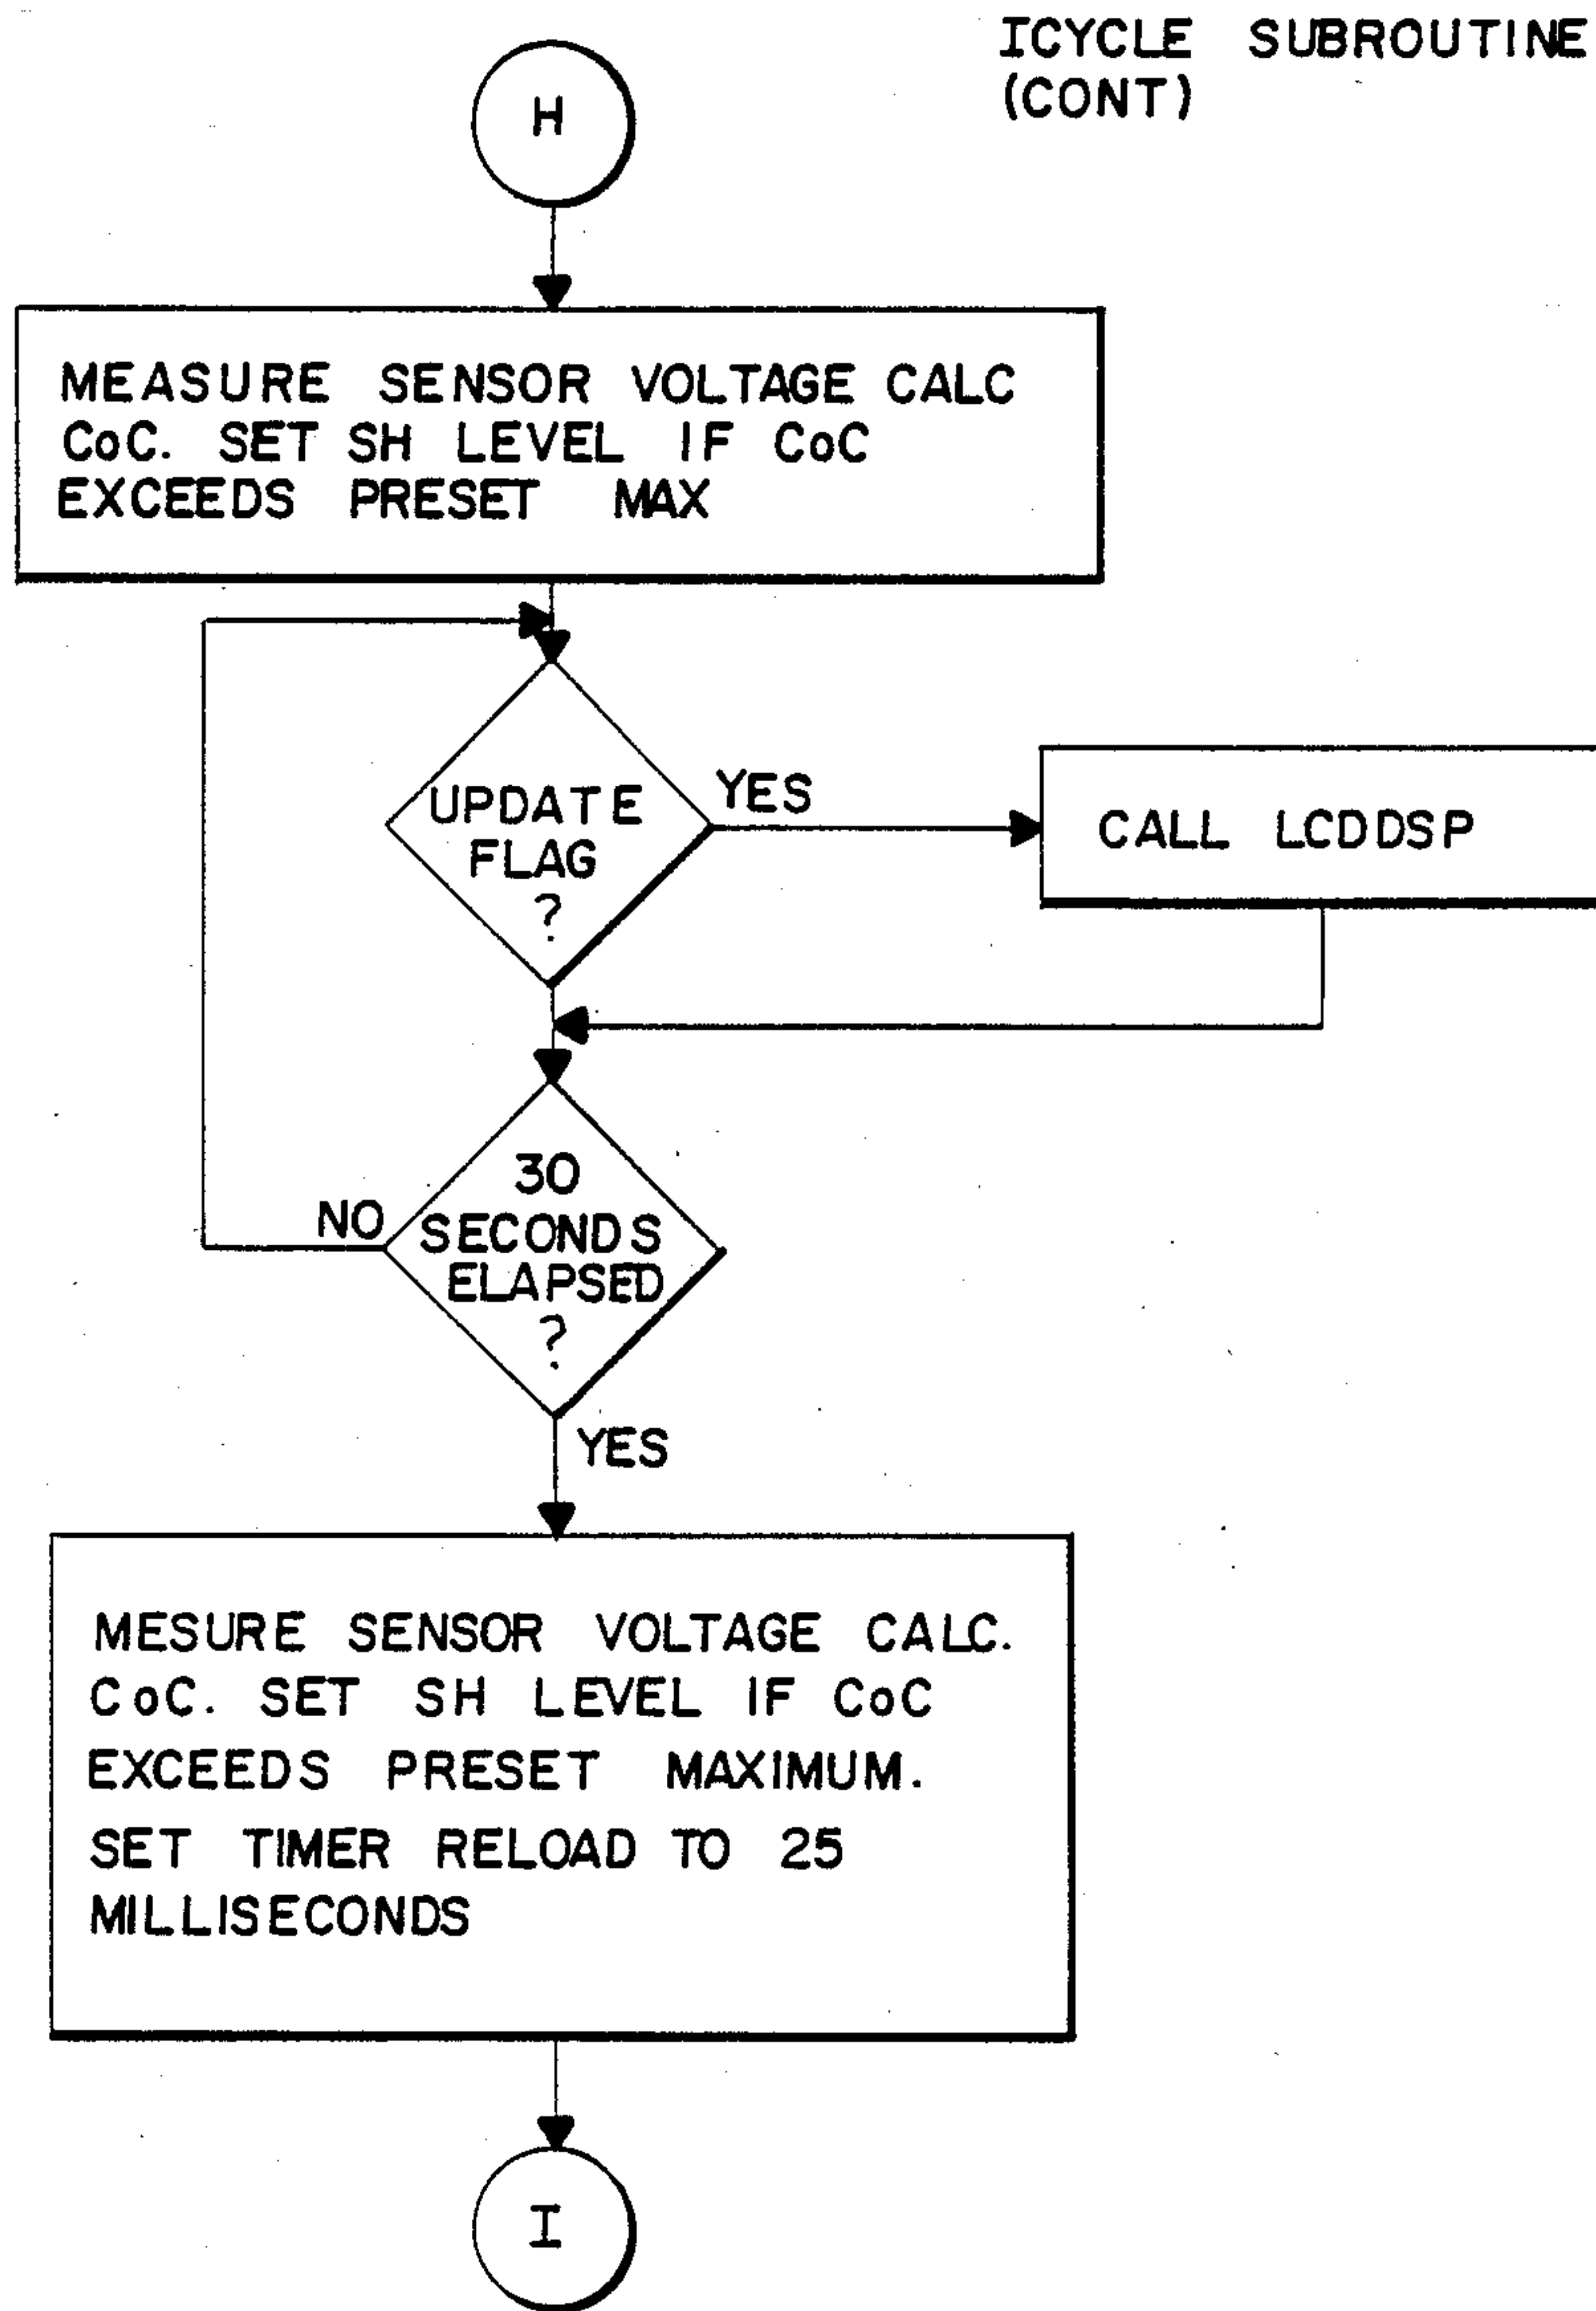 ICYCLE SUBROUTINE
(CONT)
H
MEASURE SENSOR VOLTAGE CALC
CoC. SET SH LEVEL IF CoC
EXCEEDS PRESET MAX
UPDATE
FLAG
?
YES
CALL LCDDSP
30
SECONDS
ELAPSED
?
NO
YES
MESURE SENSOR VOLTAGE CALC.
CoC. SET SH LEVEL IF CoC
EXCEEDS PRESET MAXIMUM.
SET TIMER RELOAD TO 25
MILLISECONDS
I